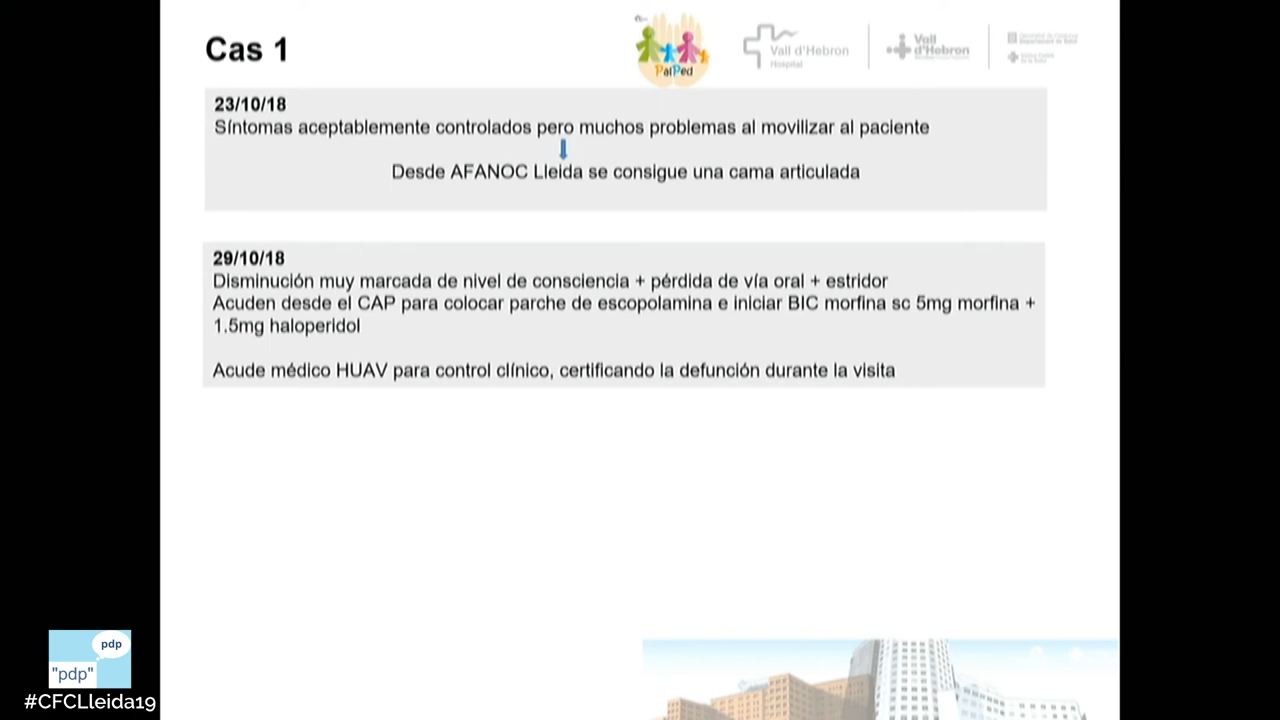 Cas 1
PalPed
Vall d'Hebron
Hospital
Vall
d'Hebron
23/10/18
Síntomas aceptablemente controlados pero muchos problemas al movilizar al paciente
Desde AFANOC Lleida se consigue una cama articulada
29/10/18
Disminución muy marcada de nivel de consciencia + pérdida de vía oral + estridor
Acuden desde el CAP para colocar parche de escopolamina e iniciar BIC morfina sc 5mg morfina +
1.5mg haloperidol
Acude médico HUAV para control clínico, certificando la defunción durante la visita
pdp
"pdp"
#CFCLleida19